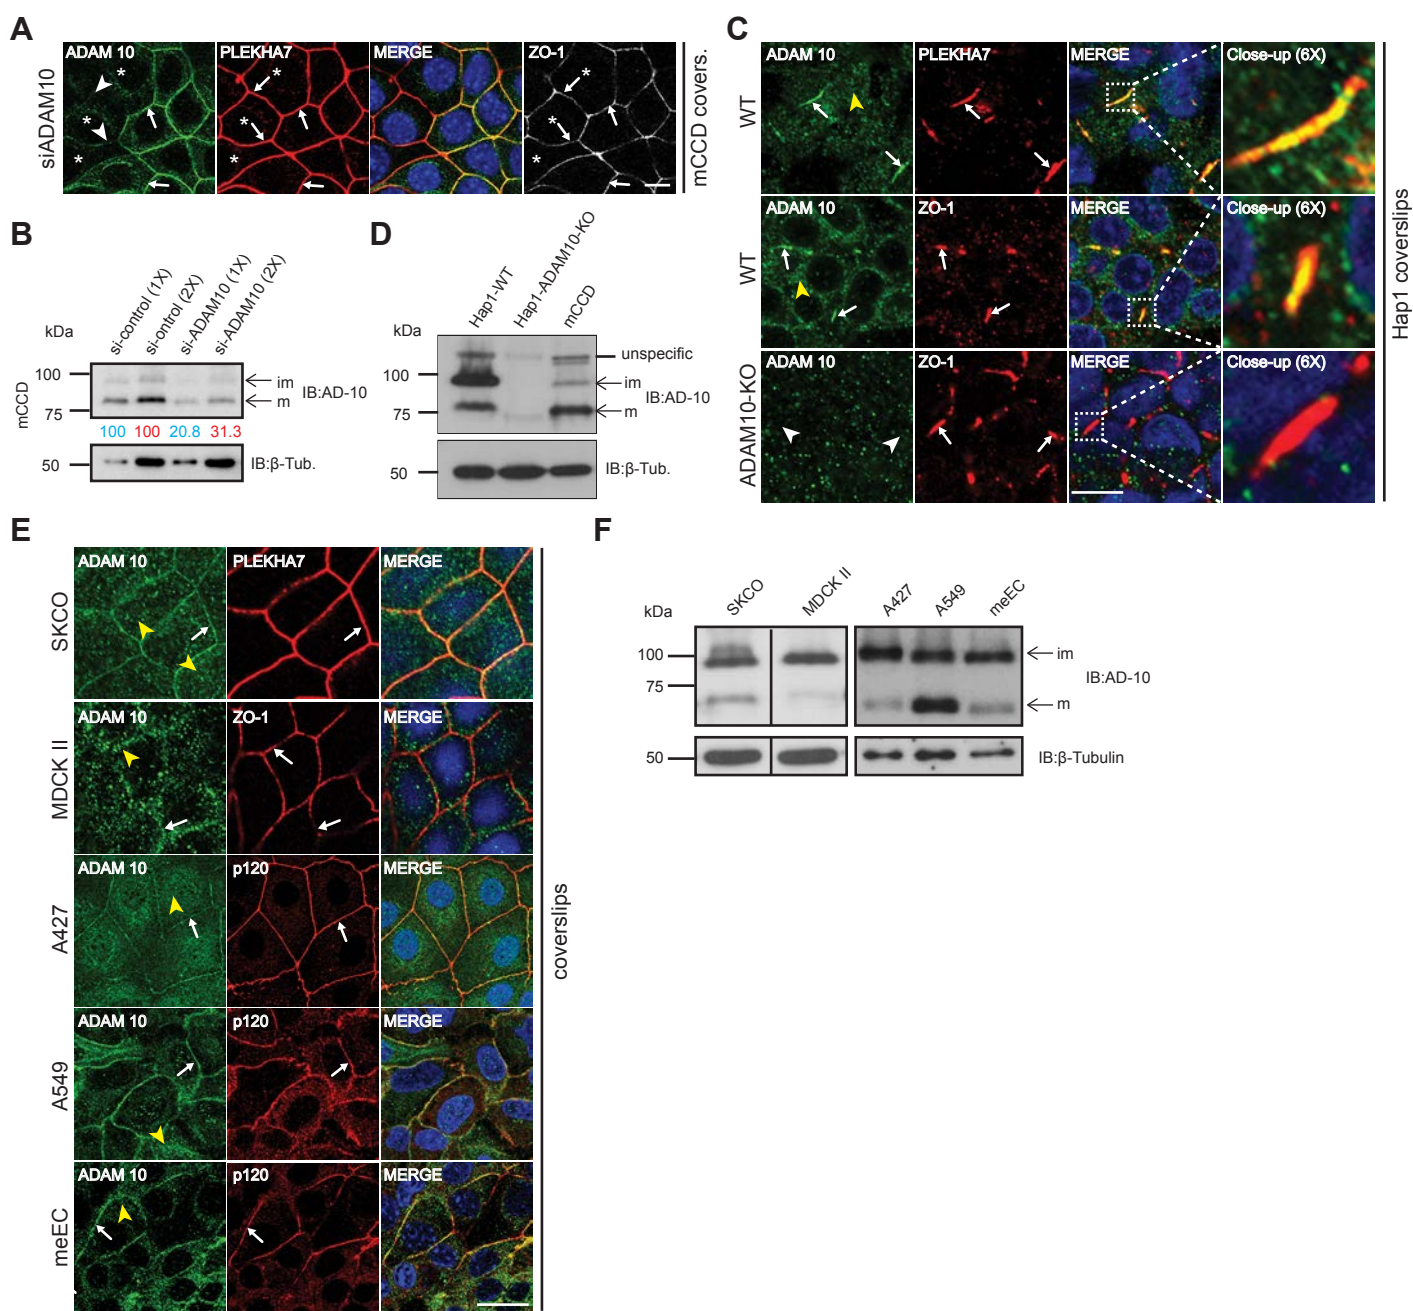 A
ADAM 10 PLEKHA7 MERGE ZO-1
siADAM10
mCCD covers.
* * * * * * * * *
B
si-control (1X)
si-ontrol (2X)
si-ADAM10 (1X)
si-ADAM10 (2X)
kDa
mCCD
100
75
im
m
IB:AD-10
100 100 20.8 31.3
50
IB:β-Tub.
D
Hap1-WT
Hap1-ADAM10-KO
mCCD
kDa
100
75
unspecific
im
m
IB:AD-10
50
IB:β-Tub.
C
ADAM 10 PLEKHA7 MERGE Close-up (6X)
WT
ADAM 10 ZO-1 MERGE Close-up (6X)
WT
ADAM 10 ZO-1 MERGE Close-up (6X)
ADAM10-KO
Hap1 coverslips
E
ADAM 10 PLEKHA7 MERGE
SKCO
ADAM 10 ZO-1 MERGE
MDCK II
ADAM 10 p120 MERGE
A427
ADAM 10 p120 MERGE
A549
ADAM 10 p120 MERGE
meEC
coverslips
F
SKCO
MDCK II
A427
A549
meEC
kDa
100
75
im
m
IB:AD-10
50
IB:β-Tubulin